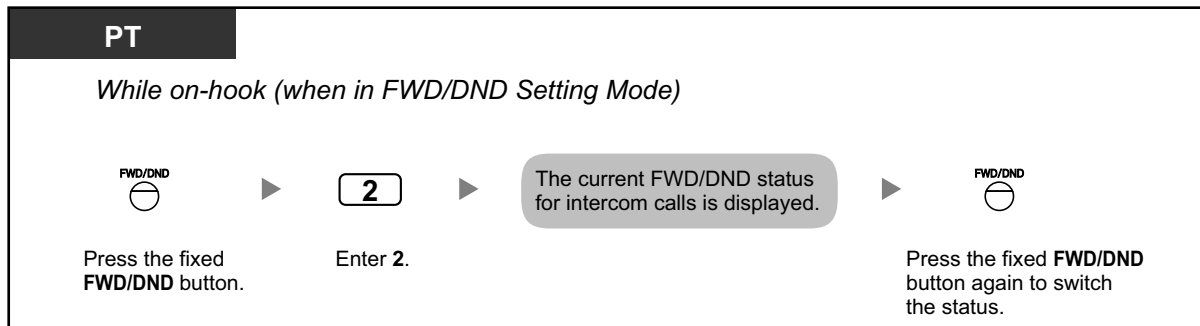 PT
While on-hook (when in FWD/DND Setting Mode)
FWD/DND
2
The current FWD/DND status
for intercom calls is displayed.
FWD/DND
Press the fixed
FWD/DND button.
Enter 2.
Press the fixed FWD/DND
button again to switch
the status.